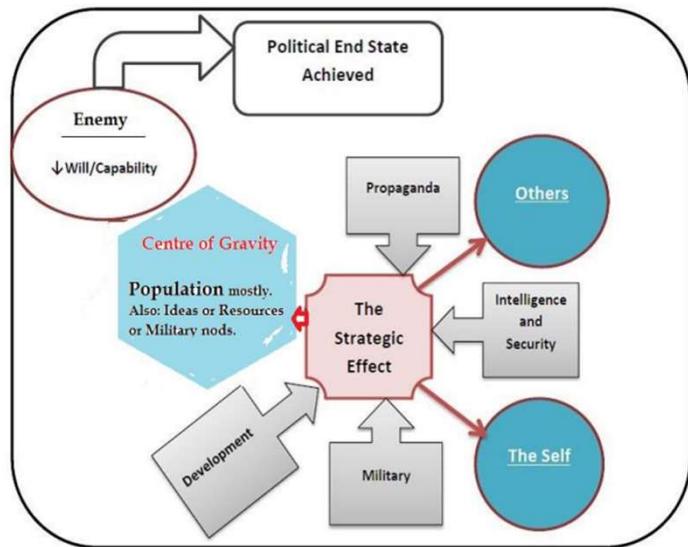 Political End State
Achieved
Enemy
↓Will/Capability
Centre of Gravity
Population mostly.
Also: Ideas or Resources
or Military nods.
Propaganda
Others
The
Strategic
Effect
Intelligence
and
Security
Development
Military
The Self